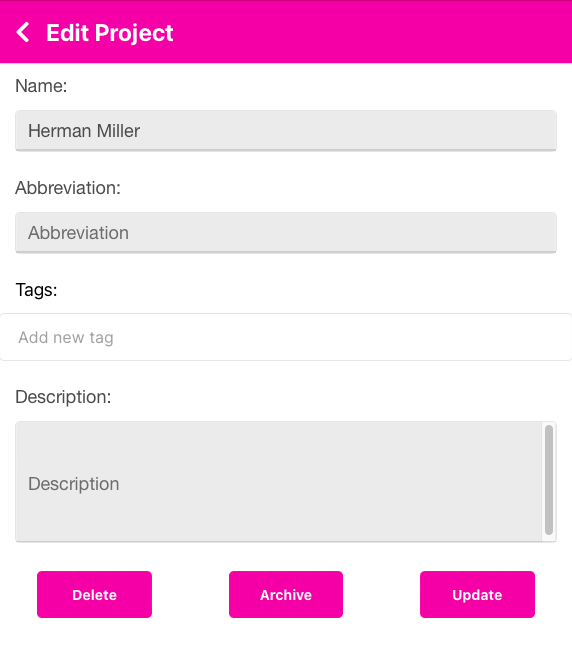 Edit Project
Name:
Herman Miller
Abbreviation:
Abbreviation
Tags:
Add new tag
Description:
Description
Delete Archive Update